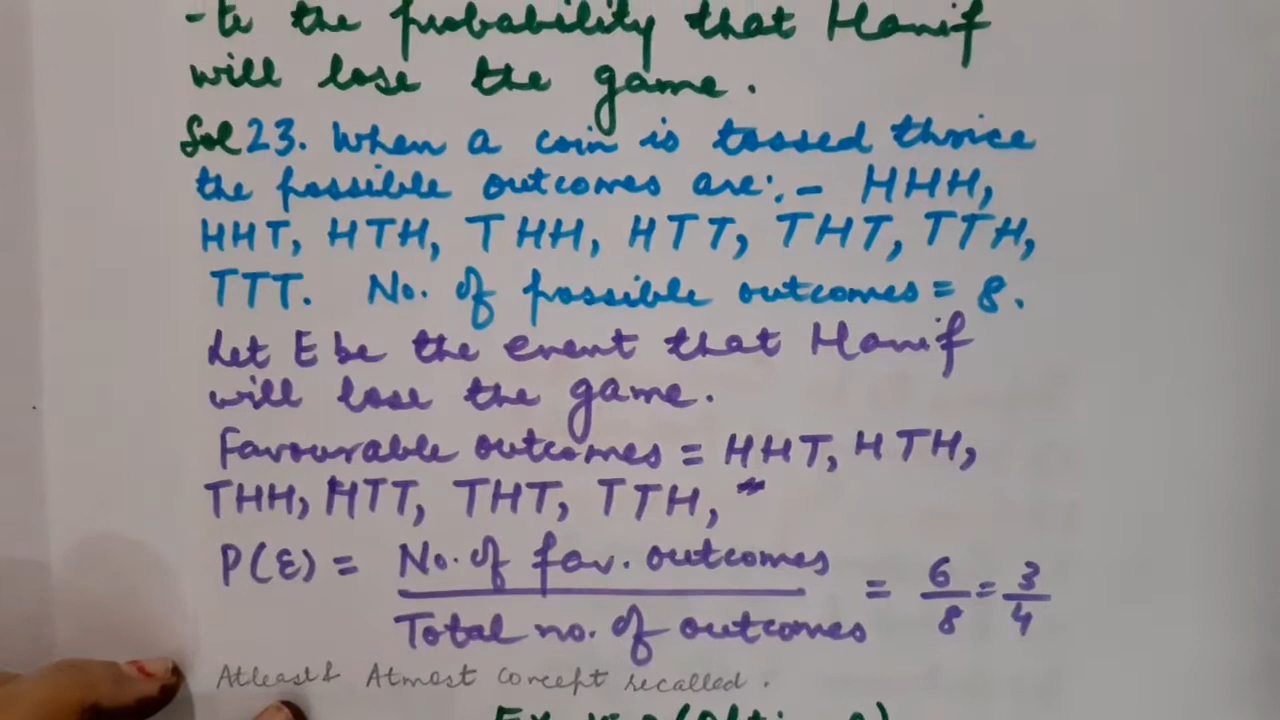 -te the probability that Hanif
will lose the game.
Sol 23. When a coin is tossed thrice
the possible outcomes are:- HHH,
HHT, HTH, THH, HTT, THT, TTH,
TTT. No. of possible outcomes = 8.
Let E be the event that Hanif
will lose the game.
Favourable outcomes = HHT, HTH,
THH, HTT, THT, TTH,
P(E) = No. of fav. outcomes / Total no. of outcomes = 6/8 = 3/4
Atleast & Atmost concept recalled.